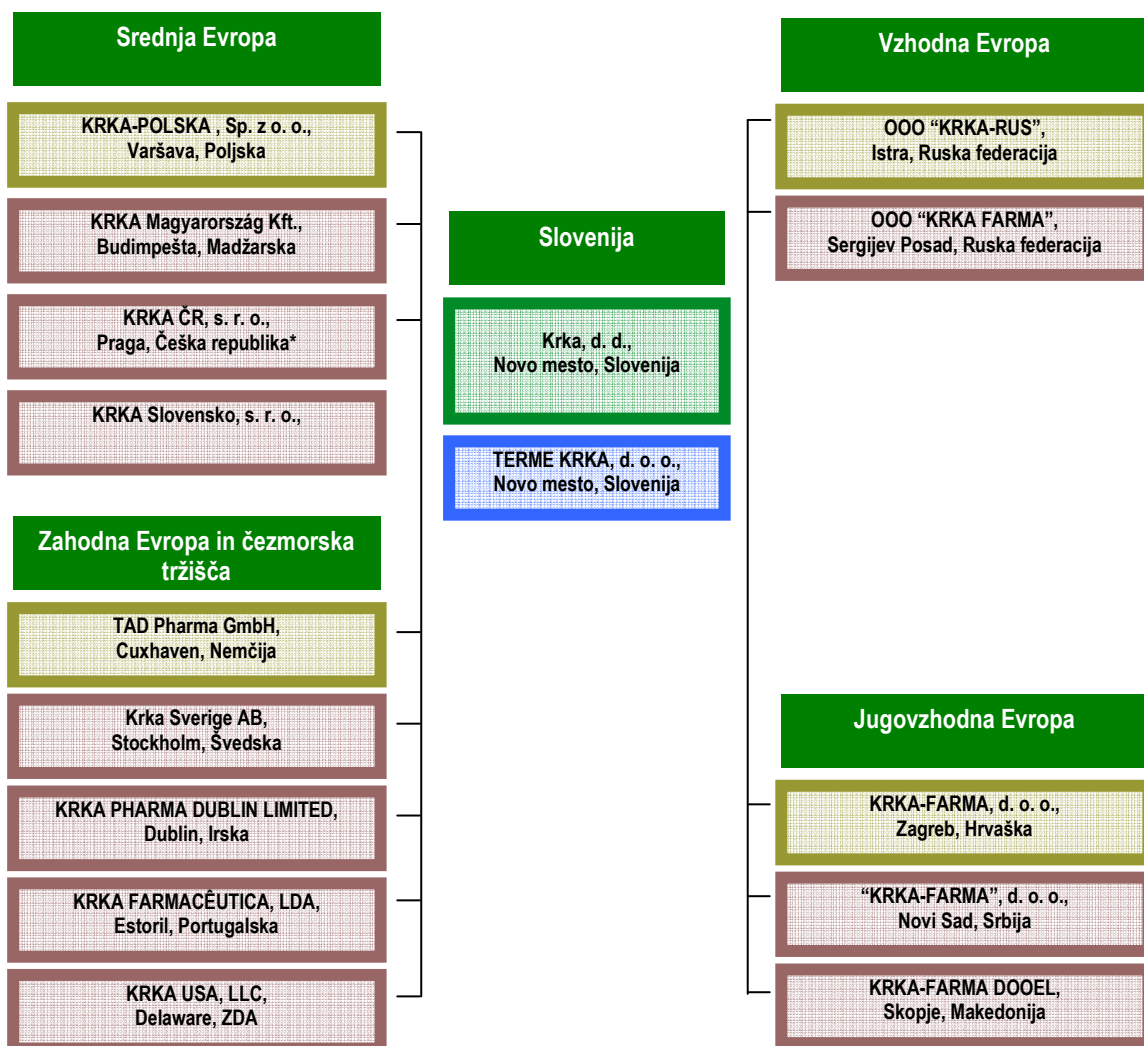 Srednja Evropa
KRKA-POLSKA , Sp. z o. o.,
Varšava, Poljska
KRKA Magyarország Kft.,
Budimpešta, Madžarska
KRKA ČR, s. r. o.,
Praga, Češka republika*
KRKA Slovensko, s. r. o.,
Zahodna Evropa in čezmorska
tržišča
TAD Pharma GmbH,
Cuxhaven, Nemčija
Krka Sverige AB,
Stockholm, Švedska
KRKA PHARMA DUBLIN LIMITED,
Dublin, Irska
KRKA FARMACÊUTICA, LDA,
Estoril, Portugalska
KRKA USA, LLC,
Delaware, ZDA
Slovenija
Krka, d. d.,
Novo mesto, Slovenija
TERME KRKA, d. o. o.,
Novo mesto, Slovenija
Vzhodna Evropa
OOO “KRKA-RUS”,
Istra, Ruska federacija
OOO “KRKA FARMA”,
Sergijev Posad, Ruska federacija
Jugovzhodna Evropa
KRKA-FARMA, d. o. o.,
Zagreb, Hrvaška
“KRKA-FARMA”, d. o. o.,
Novi Sad, Srbija
KRKA-FARMA DOOEL,
Skopje, Makedonija